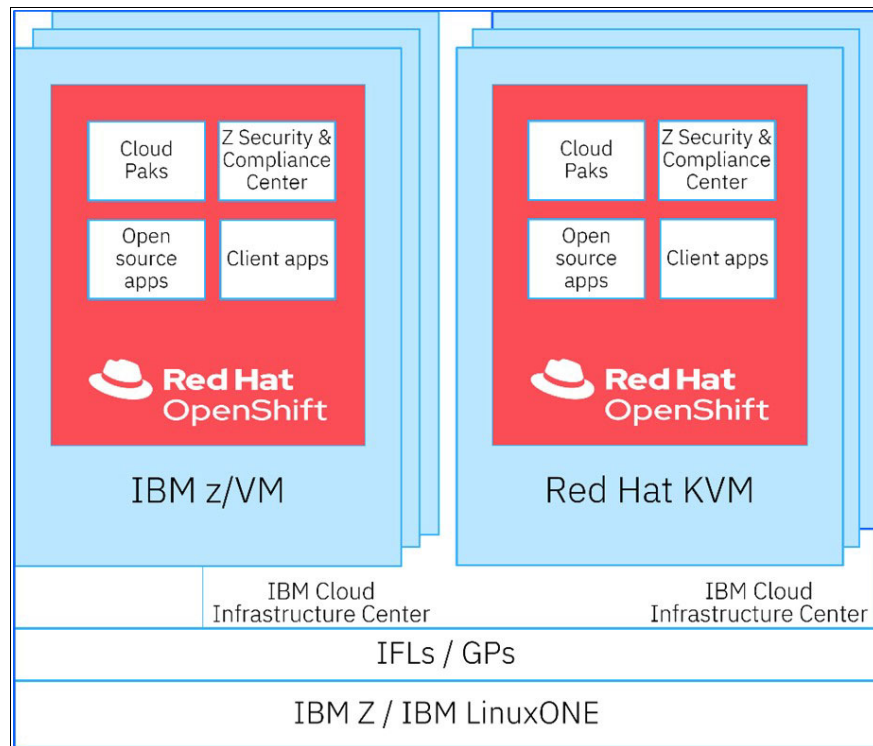 Cloud
Paks
Z Security &
Compliance
Center
Open
source
apps
Client apps
Red Hat
OpenShift
IBM z/VM
Cloud
Paks
Z Security &
Compliance
Center
Open
source
apps
Client apps
Red Hat
OpenShift
Red Hat KVM
IBM Cloud
Infrastructure Center
IBM Cloud
Infrastructure Center
IFLs / GPs
IBM Z / IBM LinuxONE